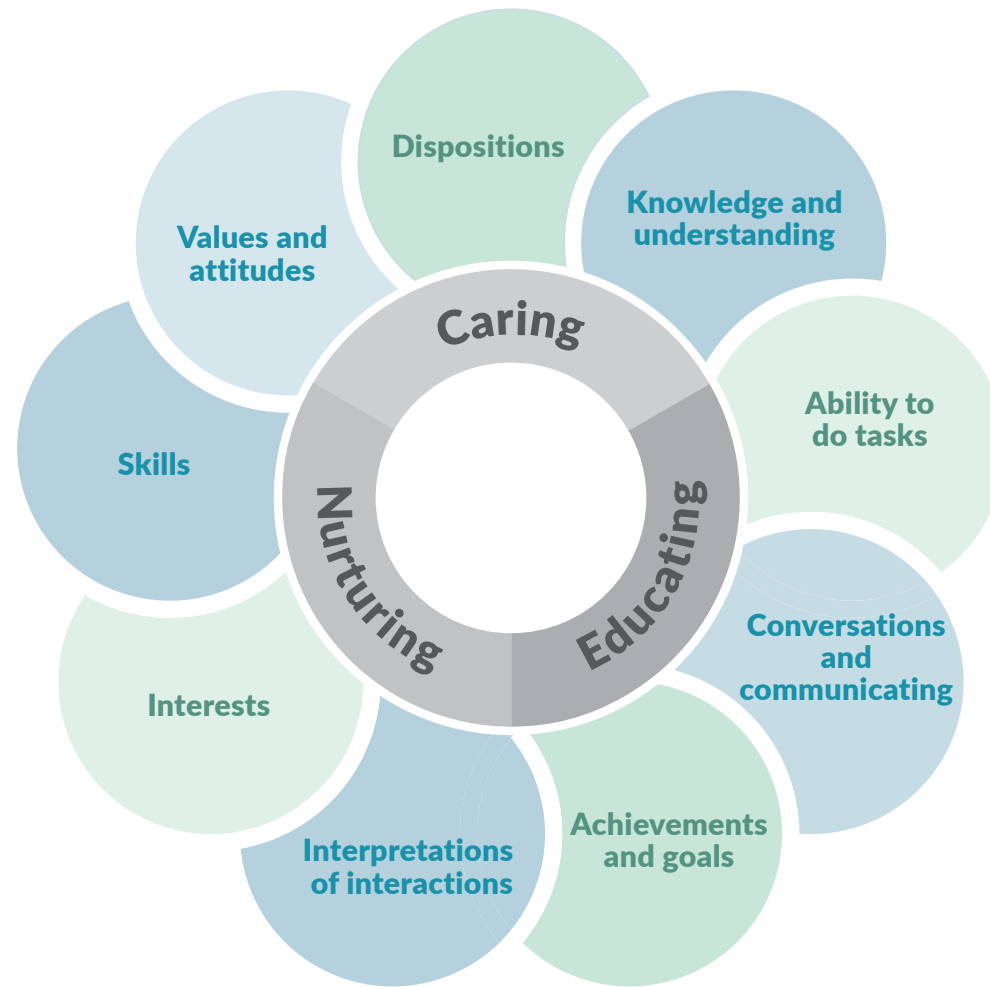 Dispositions
Knowledge and
understanding
Ability to
do tasks
Conversations
and
communicating
Achievements
and goals
Interpretations
of interactions
Interests
Skills
Values and
attitudes
Caring
Educating
Nurturing